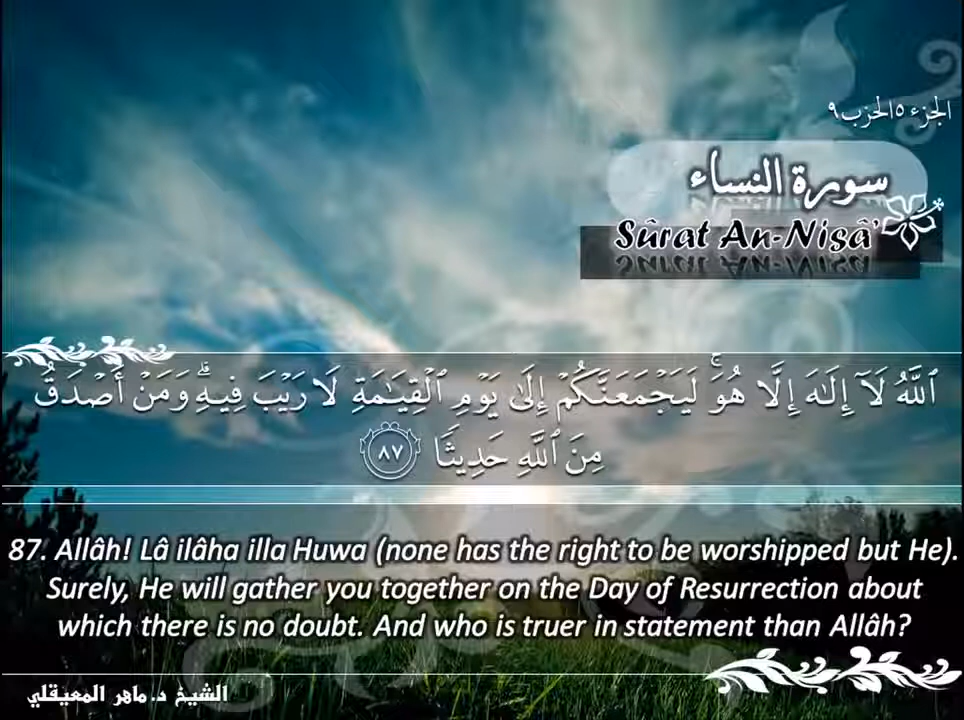 الجزء ٥ الحزب ٩
سورة النساء
Sûrat An-Nisâ'
ٱللَّهُ لَآ إِلَـٰهَ إِلَّا هُوَ ۚ لَيَجْمَعَنَّكُمْ إِلَىٰ يَوْمِ ٱلْقِيَـٰمَةِ لَا رَيْبَ فِيهِ ۗ وَمَنْ أَصْدَقُ
مِنَ ٱللَّهِ حَدِيثًا ٨٧
87. Allâh! Lâ ilâha illa Huwa (none has the right to be worshipped but He).
Surely, He will gather you together on the Day of Resurrection about
which there is no doubt. And who is truer in statement than Allâh?
الشيخ د. ماهر المعيقلي